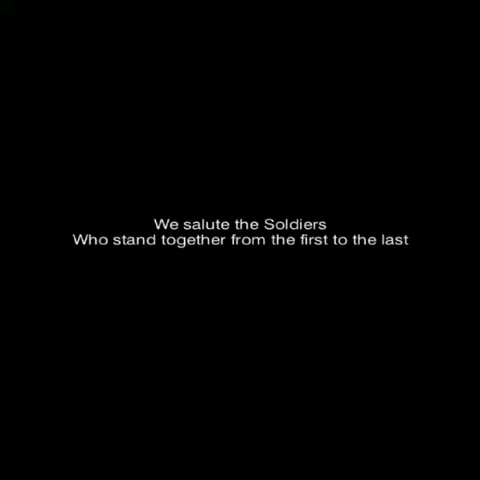 We salute the Soldiers
Who stand together from the first to the last